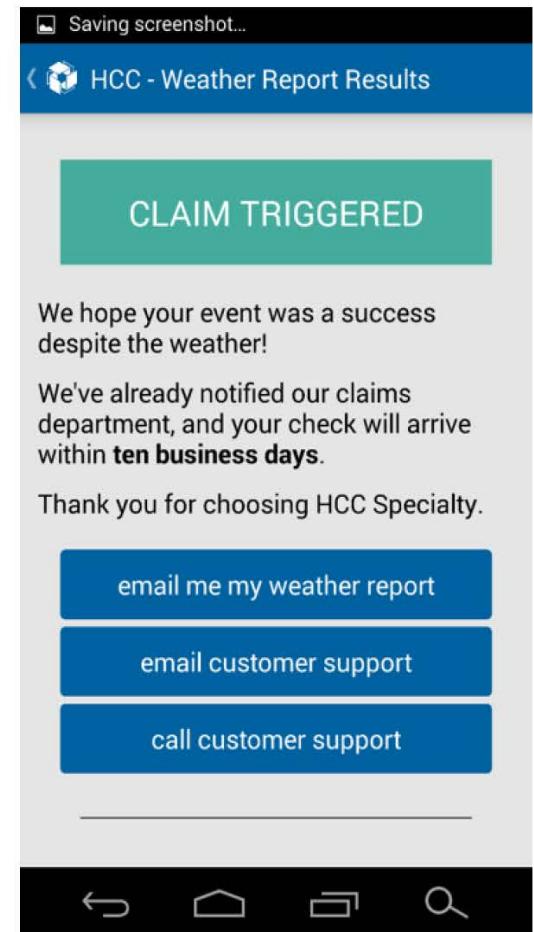 Saving screenshot...
HCC - Weather Report Results
CLAIM TRIGGERED
We hope your event was a success
despite the weather!
We've already notified our claims
department, and your check will arrive
within ten business days.
Thank you for choosing HCC Specialty.
email me my weather report
email customer support
call customer support